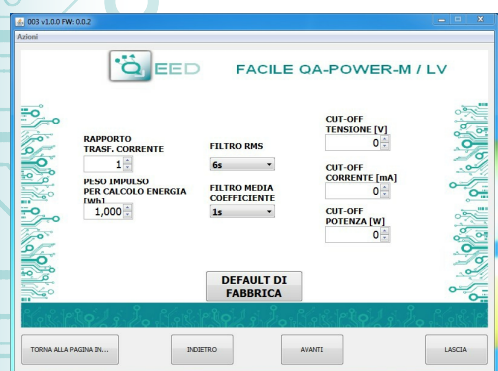 003 v1.0.0 FW: 0.0.2
Azioni
QEED
FACILE QA-POWER-M / LV
RAPPORTO
TRASF. CORRENTE
1
PESO IMPULSO
PER CALCOLO ENERGIA
[Wh]
1,000
FILTRO RMS
6s
FILTRO MEDIA
COEFFICIENTE
1s
CUT-OFF
TENSIONE [V]
0
CUT-OFF
CORRENTE [mA]
0
CUT-OFF
POTENZA [W]
0
DEFAULT DI
FABBRICA
TORNA ALLA PAGINA IN...
INDIETRO
AVANTI
LASCIA